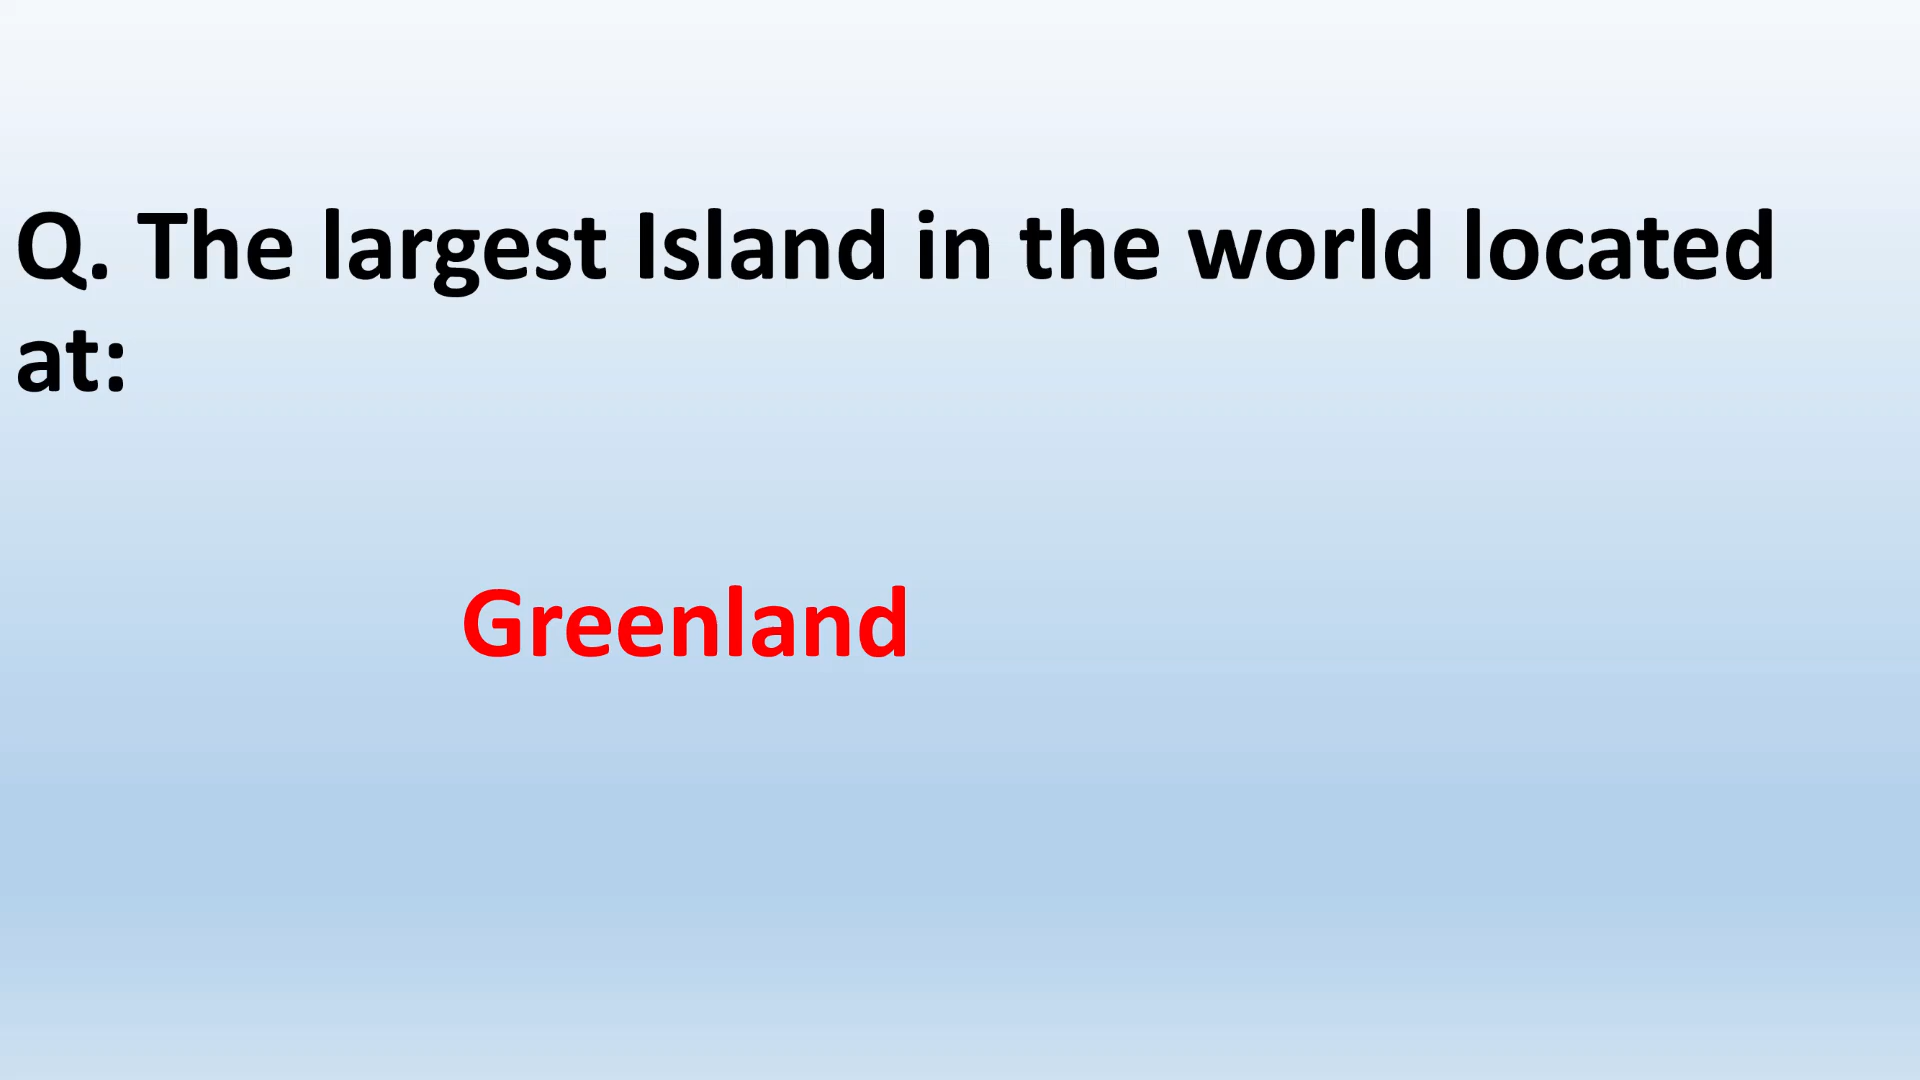 Q. The largest Island in the world located
at:
Greenland